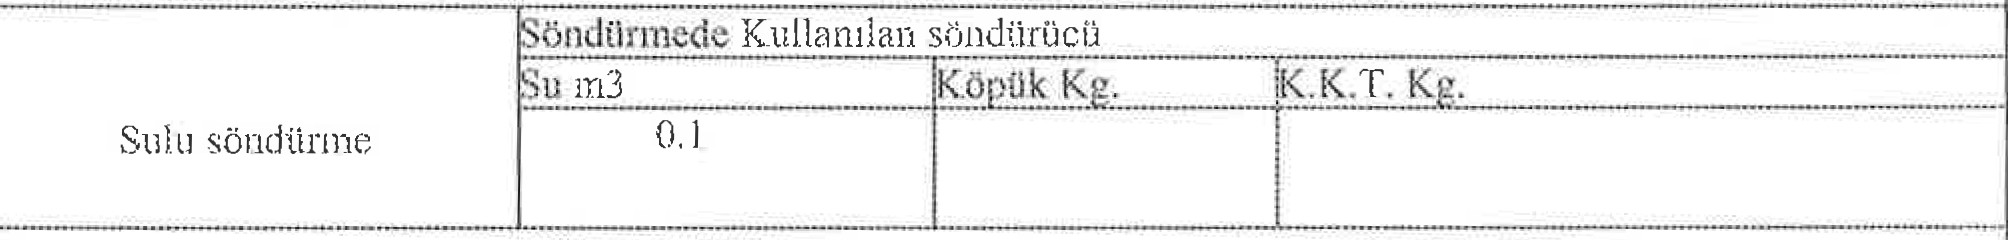 Söndürmede Kullanılan söndürücü
Su m3 Köpük Kg. K.K.T. Kg.
Sulu söndürme 0.1